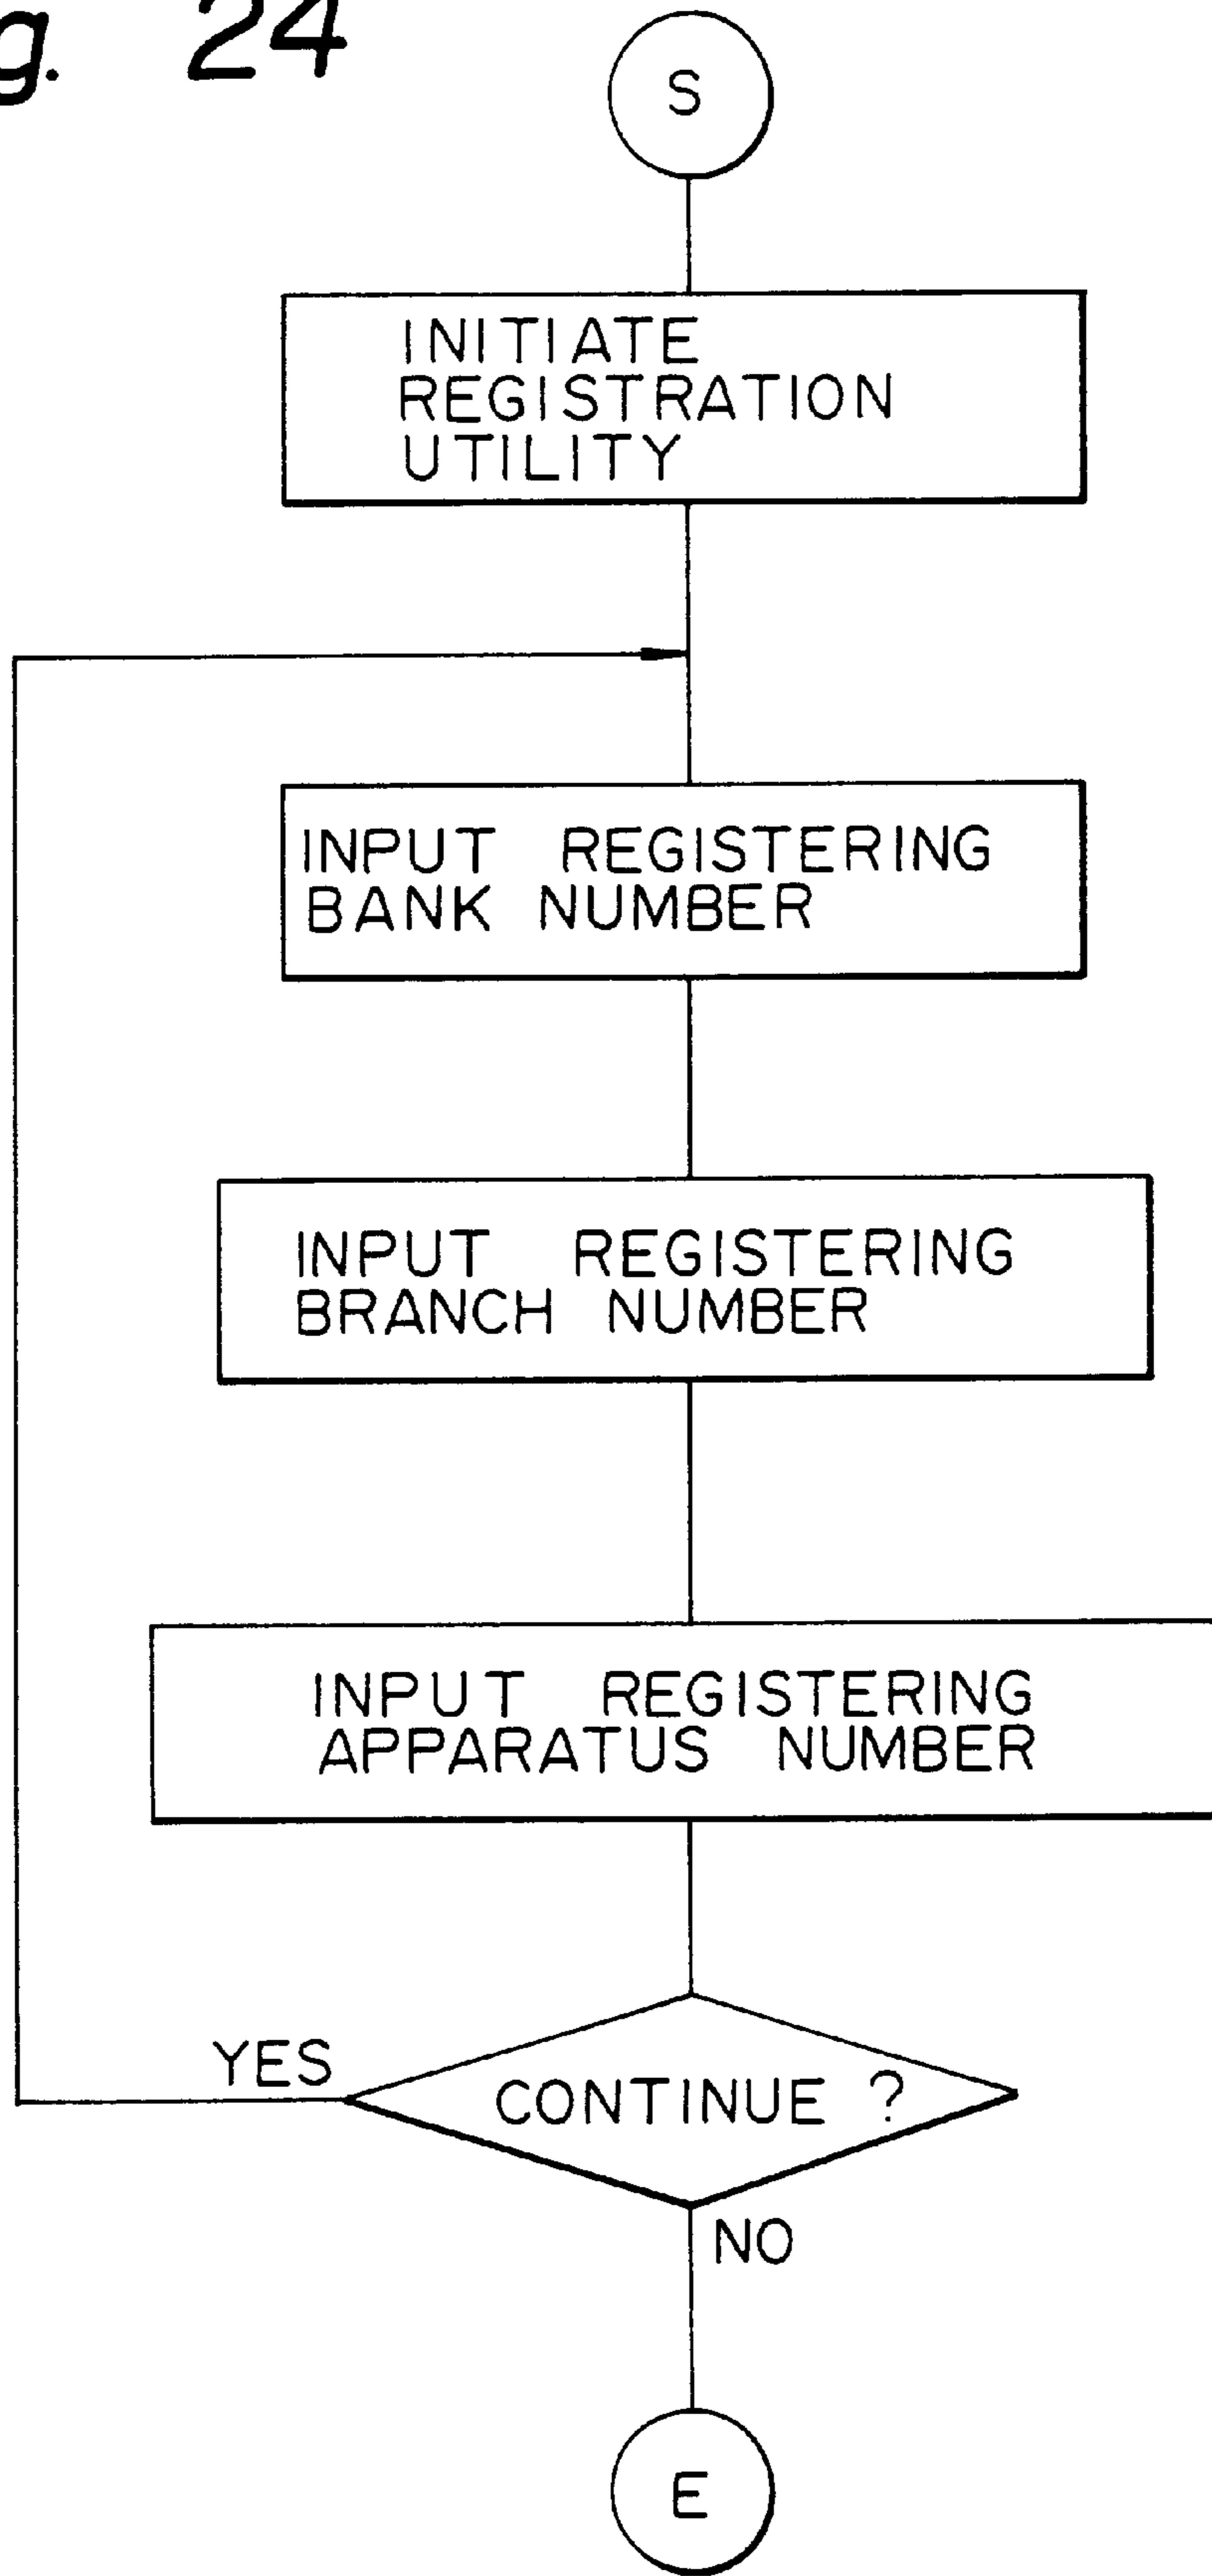 g. 24
S
INITIATE
REGISTRATION
UTILITY
INPUT REGISTERING
BANK NUMBER
INPUT REGISTERING
BRANCH NUMBER
INPUT REGISTERING
APPARATUS NUMBER
YES
CONTINUE ?
NO
E